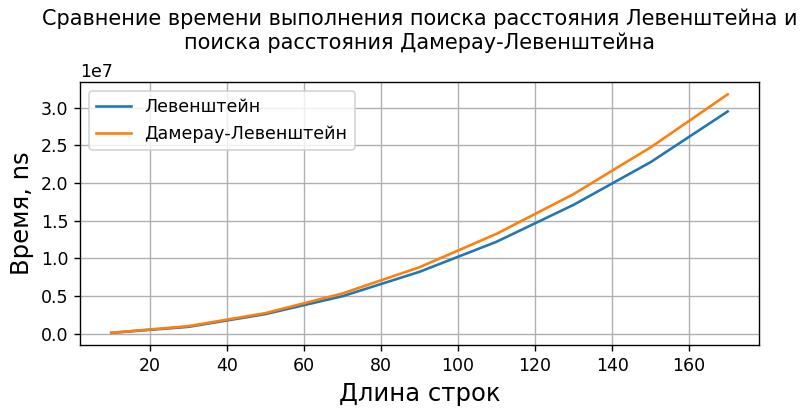 Сравнение времени выполнения поиска расстояния Левенштейна и
поиска расстояния Дамерау-Левенштейна
1e7
Левенштейн
Дамерау-Левенштейн
3.0
2.5
2.0
1.5
1.0
0.5
0.0
Время, ns
20 40 60 80 100 120 140 160
Длина строк